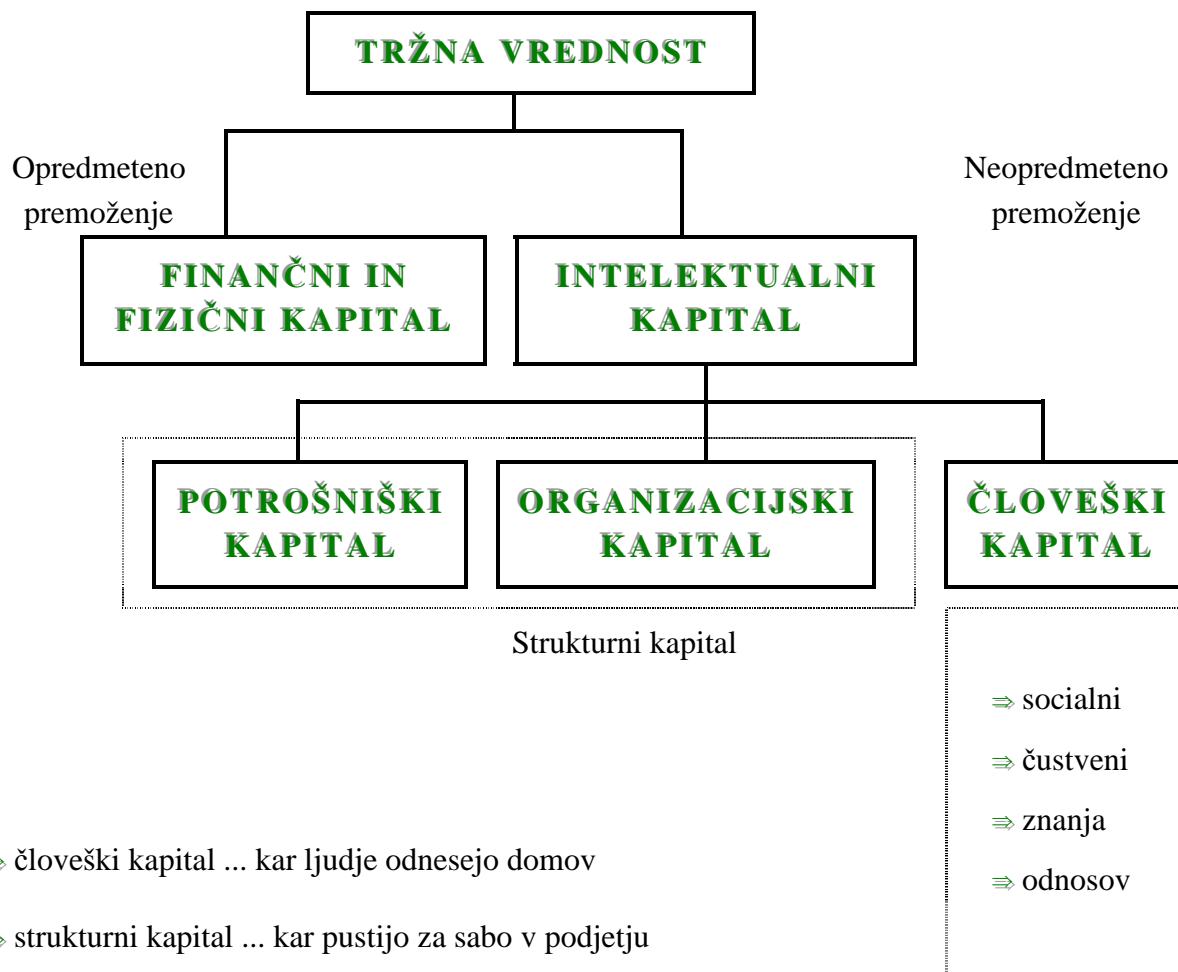 TRŽNA VREDNOST
Opredmeteno
premoženje
Neopredmeteno
premoženje
FINANČNI IN
FIZIČNI KAPITAL
INTELEKTUALNI
KAPITAL
POTROŠNIŠKI
KAPITAL
ORGANIZACIJSKI
KAPITAL
ČLOVEŠKI
KAPITAL
Strukturni kapital
⇒ socialni
⇒ čustveni
⇒ znanja
⇒ odnosov
⇒ človeški kapital ... kar ljudje odnesejo domov
⇒ strukturni kapital ... kar pustijo za sabo v podjetju